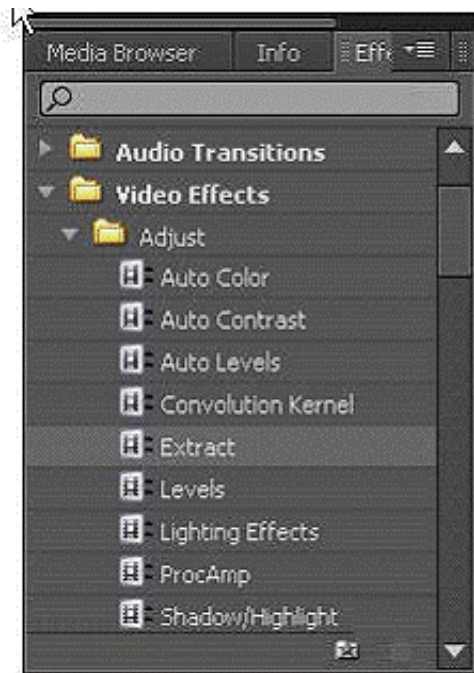 Media Browser Info Eff
Audio Transitions
Video Effects
Adjust
Auto Color
Auto Contrast
Auto Levels
Convolution Kernel
Extract
Levels
Lighting Effects
ProcAmp
Shadow/Highlight